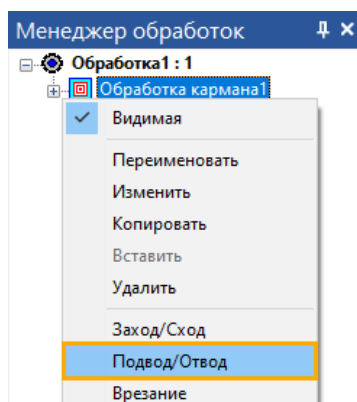 Менеджер обработок
Обработка1 : 1
Обработка кармана1
Видимая
Переименовать
Изменить
Копировать
Вставить
Удалить
Заход/Сход
Подвод/Отвод
Врезание